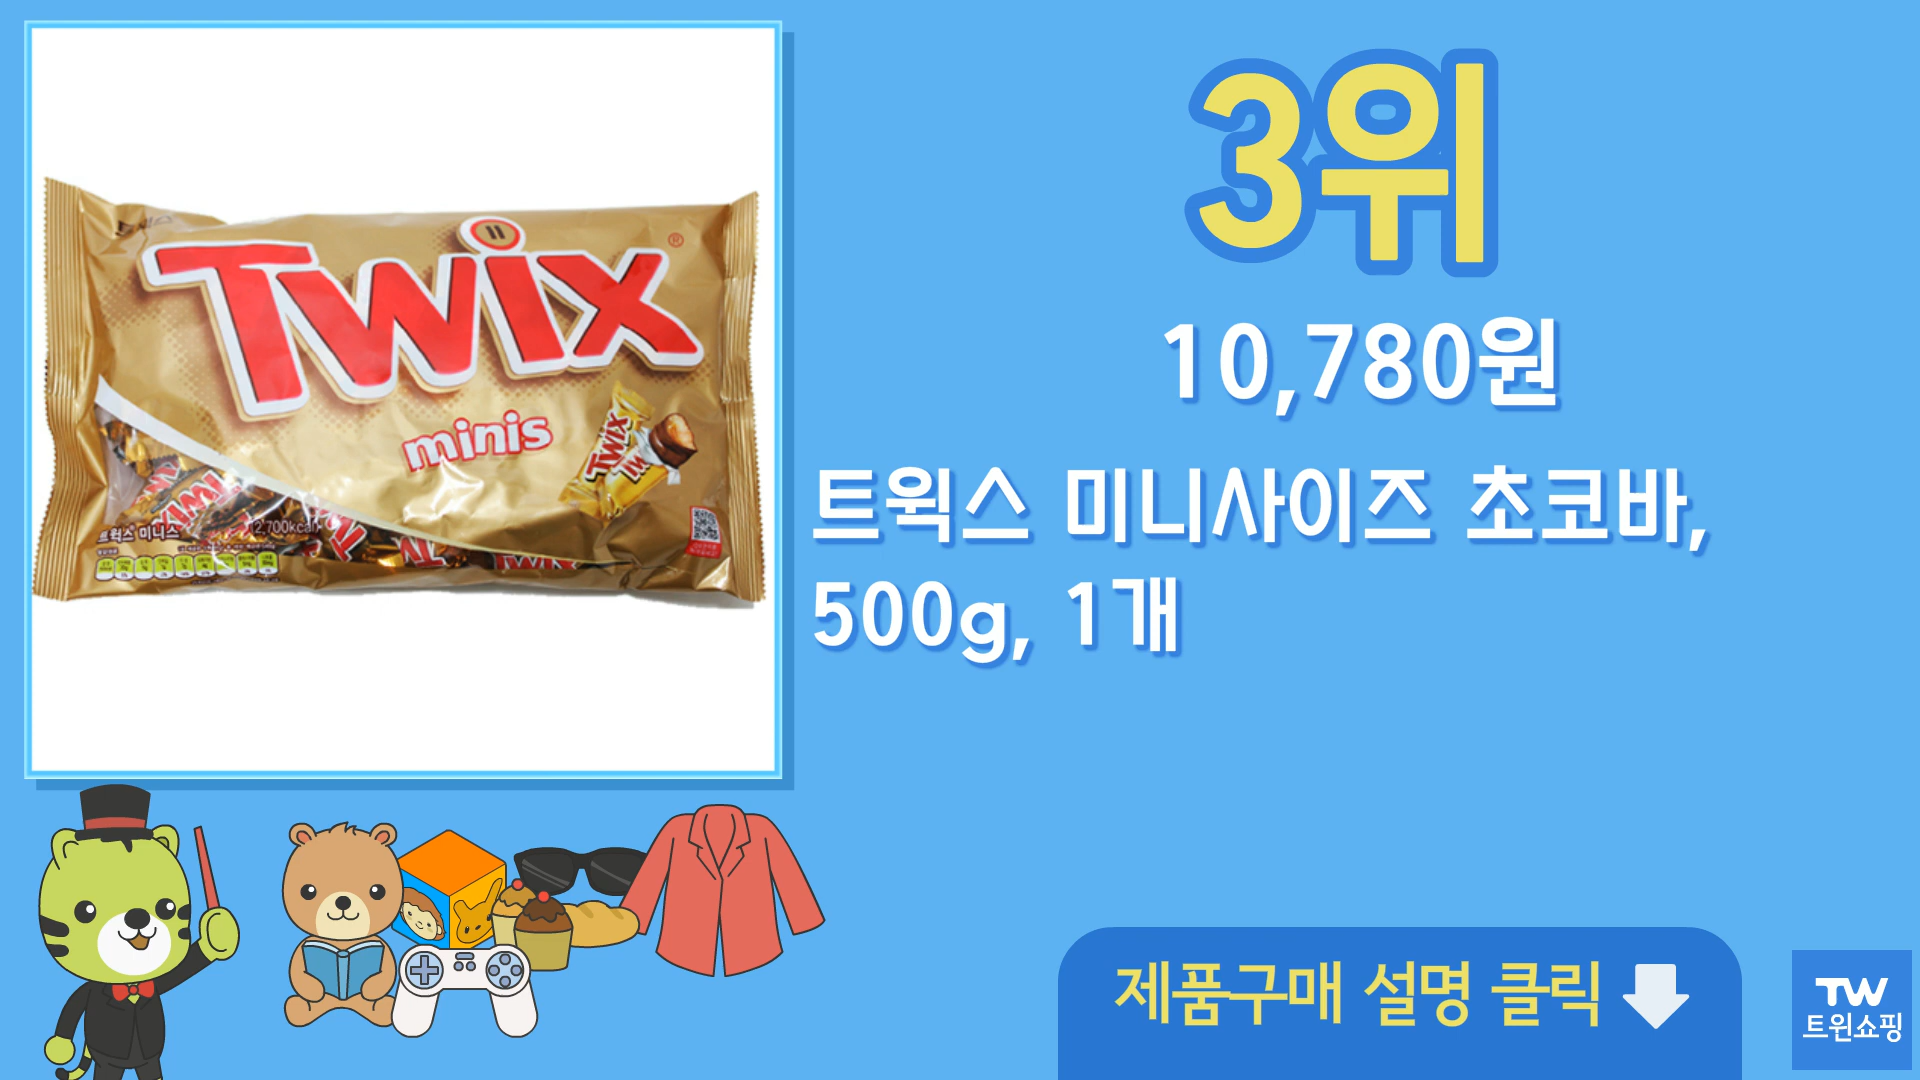 3위
10,780원
트윅스 미니사이즈 초코바,
500g, 1개
TWix
minis
TWIX
트윅스 미니스
2,700kcal
제품구매 설명 클릭
TW
트윈쇼핑